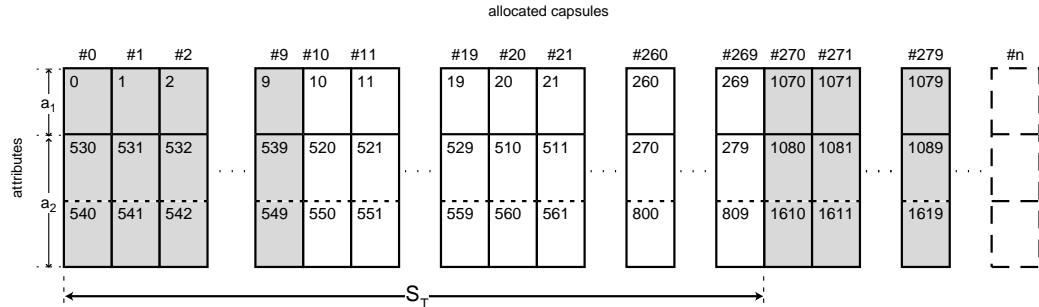 allocated capsules
#0 #1 #2 #9 #10 #11 #19 #20 #21 #260 #269 #270 #271 #279 #n
0 1 2 9 10 11 19 20 21 260 269 1070 1071 1079
a1
attributes
530 531 532 539 520 521 529 510 511 270 279 1080 1081 1089
a2
540 541 542 549 550 551 559 560 561 800 809 1610 1611 1619
ST